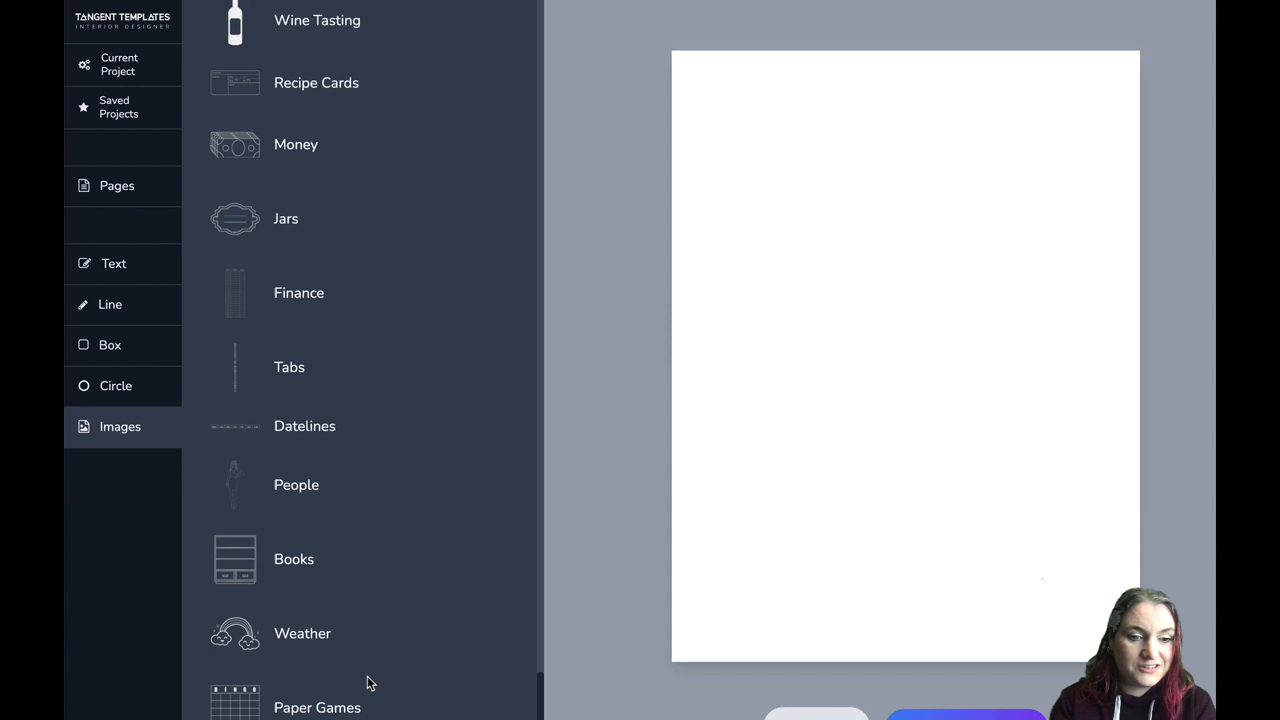 TANGENT TEMPLATES
INTERIOR DESIGNER
Current
Project
Saved
Projects
Pages
Text
Line
Box
Circle
Images
Wine Tasting
Recipe Cards
Money
Jars
Finance
Tabs
Datelines
People
Books
Weather
BINGO
Paper Games